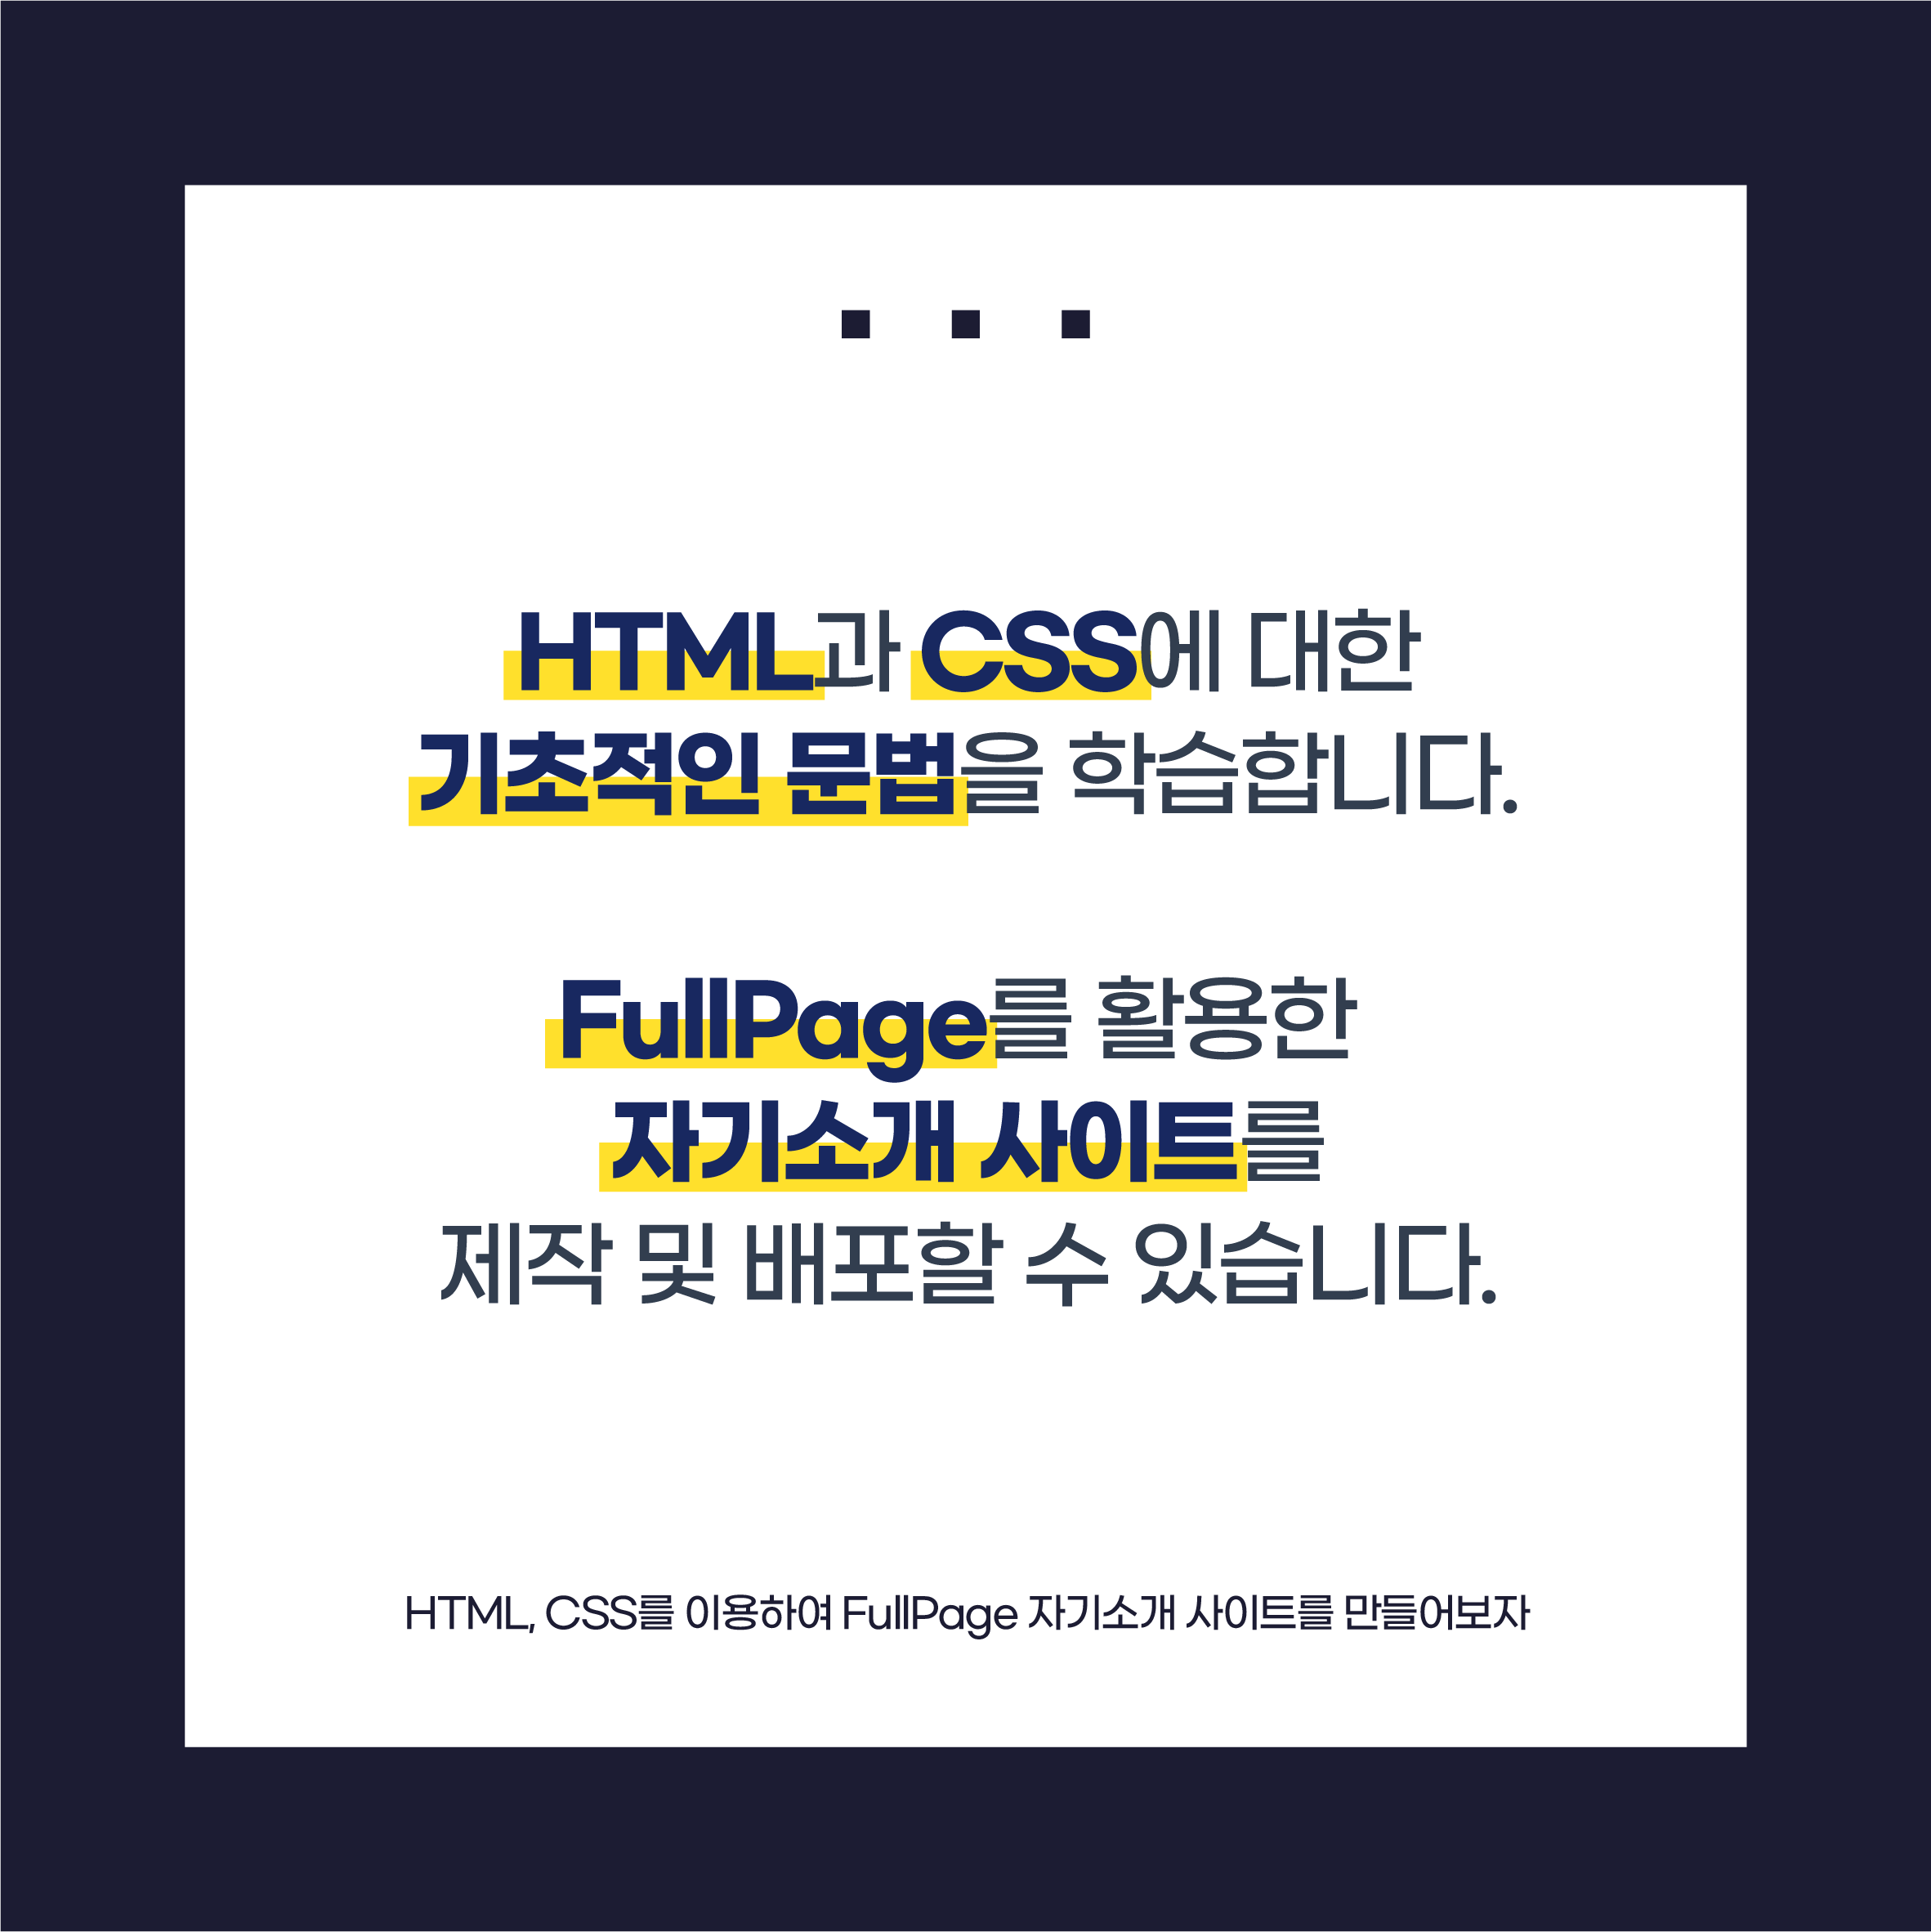 HTML과 CSS에 대한
기초적인 문법을 학습합니다.
FullPage를 활용한
자기소개 사이트를
제작 및 배포할 수 있습니다.
HTML, CSS를 이용하여 FullPage 자기소개 사이트를 만들어보자